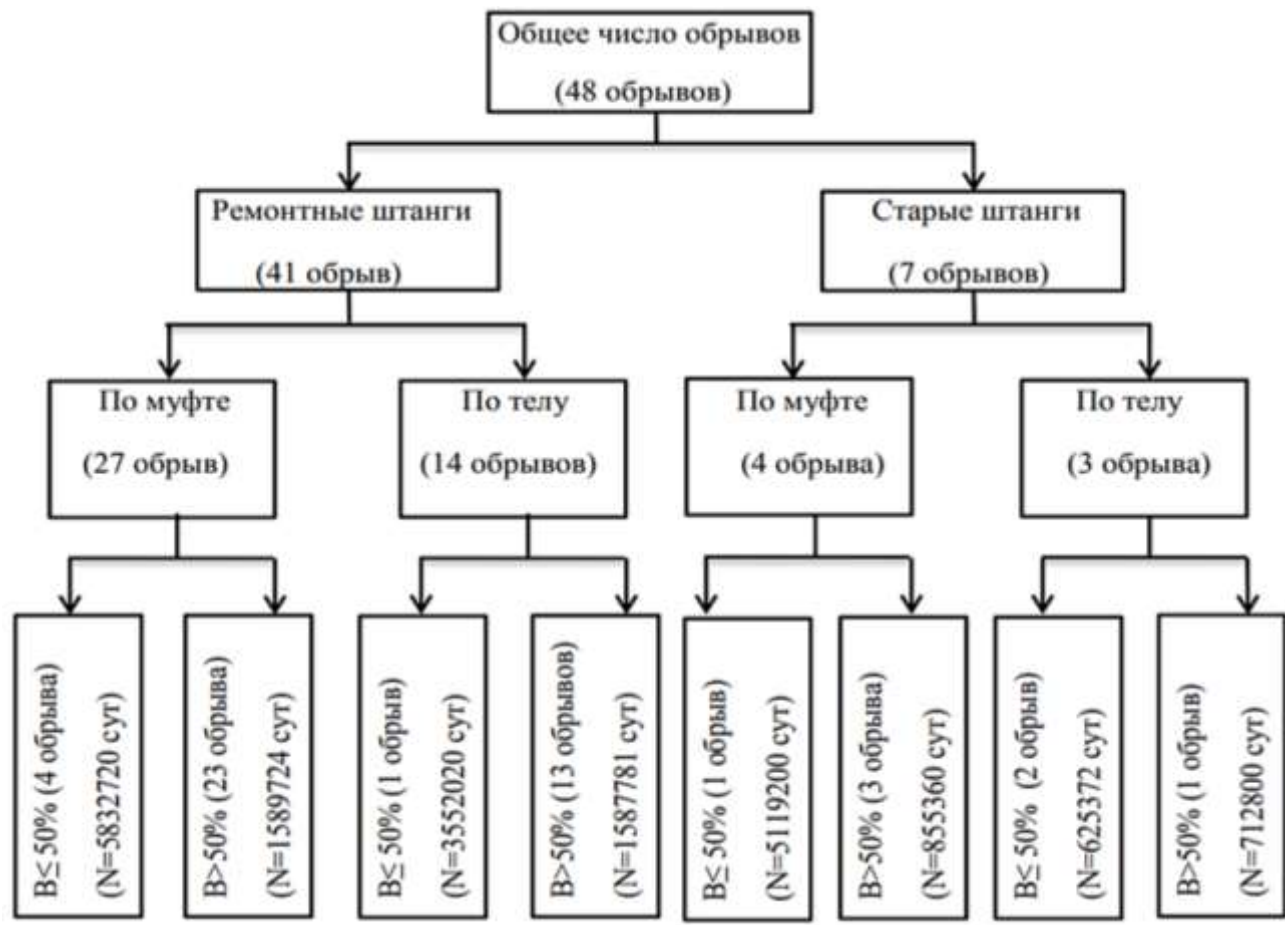 Общее число обрывов
(48 обрывов)
Ремонтные штанги
(41 обрыв)
Старые штанги
(7 обрывов)
По муфте
(27 обрыв)
По телу
(14 обрывов)
По муфте
(4 обрыва)
По телу
(3 обрыва)
B≤ 50% (4 обрыва)
(N=5832720 сут)
B>50% (23 обрыва)
(N=1589724 сут)
B≤ 50% (1 обрыв)
(N=3552020 сут)
B>50% (13 обрывов)
(N=1587781 сут)
B≤ 50% (1 обрыв)
(N=5119200 сут)
B>50% (3 обрыва)
(N=855360 сут)
B≤ 50% (2 обрыв)
(N=625372 сут)
B>50% (1 обрыв)
(N=712800 сут)